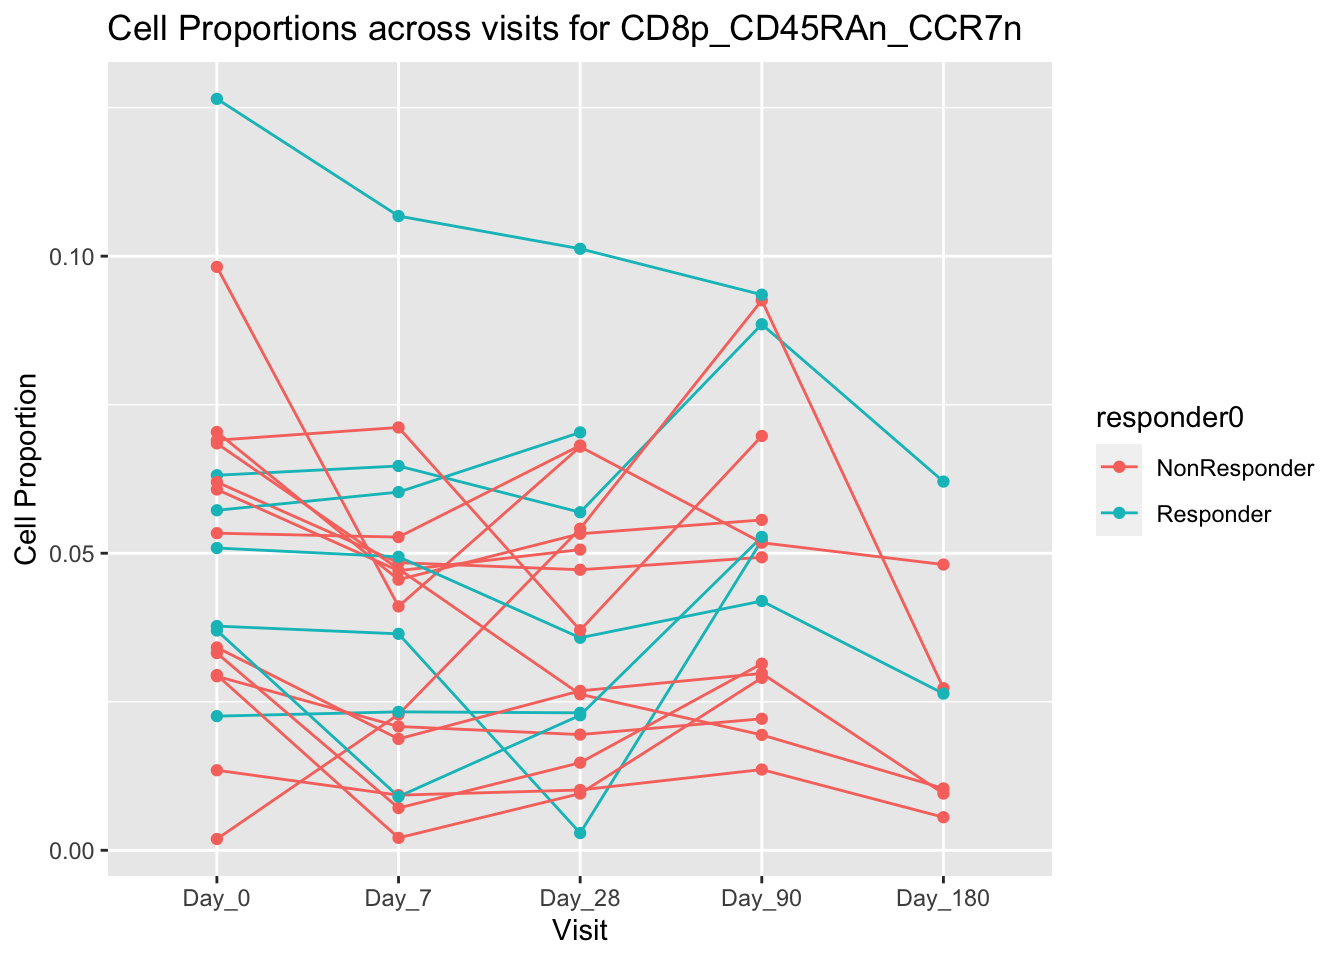 Cell Proportions across visits for CD8p_CD45RAn_CCR7n
Cell Proportion
0.10
0.05
0.00
Day_0 Day_7 Day_28 Day_90 Day_180
Visit
responder0
NonResponder
Responder